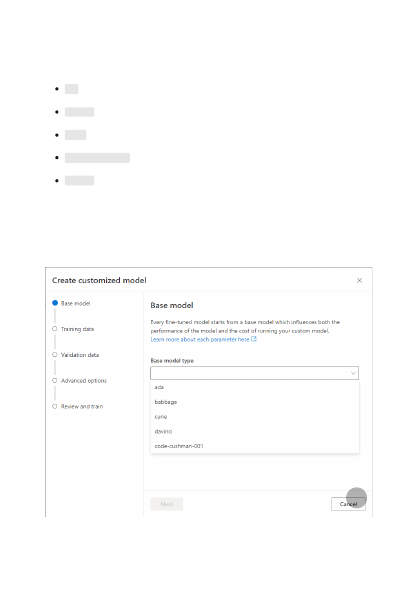 Create customized model
Base model
Training data
Validation data
Advanced options
Review and train
Base model
Every fine-tuned model starts from a base model which influences both the
performance of the model and the cost of running your custom model.
Learn more about each parameter here
Base model type
ada
babbage
curie
davinci
code-cushman-001
Next
Cancel